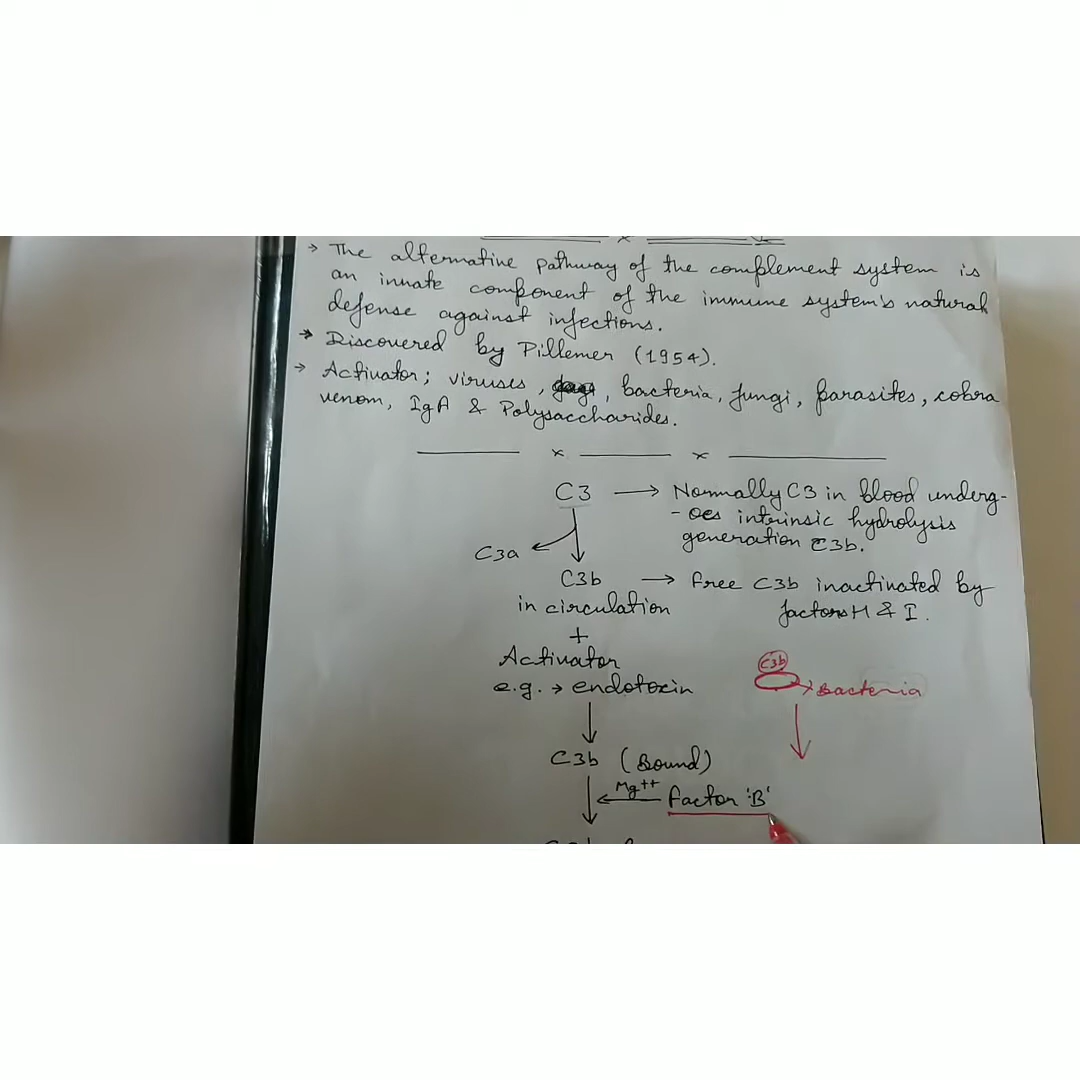 → The alternative pathway of the complement system is
an innate component of the immune system's natural
defense against infections.
→ Discovered by Pillemer (1954).
→ Activator; viruses, , bacteria, fungi, parasites, cobra
venom, IgA & Polysaccharides.
x x
C3 → Normally C3 in blood underg-
-oes intrinsic hydrolysis
generation C3b.
C3a
C3b → free C3b inactivated by
in circulation factors H & I.
+
Activator C3b
e.g. → endotoxin → Bacteria
C3b (Bound)
Mg++ factor 'B'